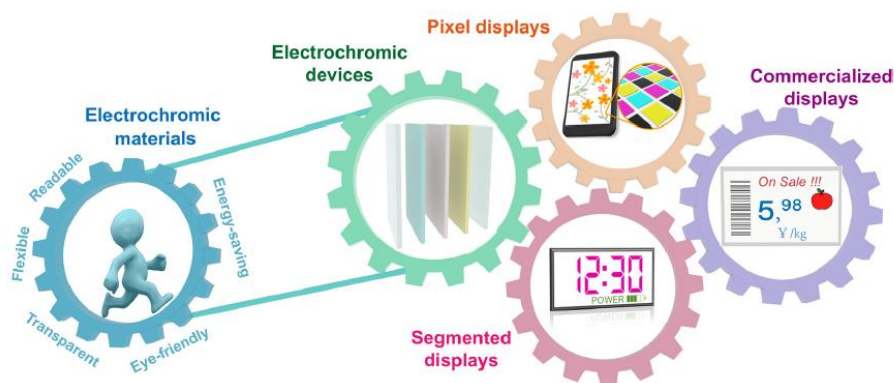 Electrochromic
materials
Readable
Flexible
Transparent
Eye-friendly
Energy-saving
Electrochromic
devices
Pixel displays
Segmented
displays
12:30
POWER
Commercialized
displays
On Sale !!!
5,98
¥/kg